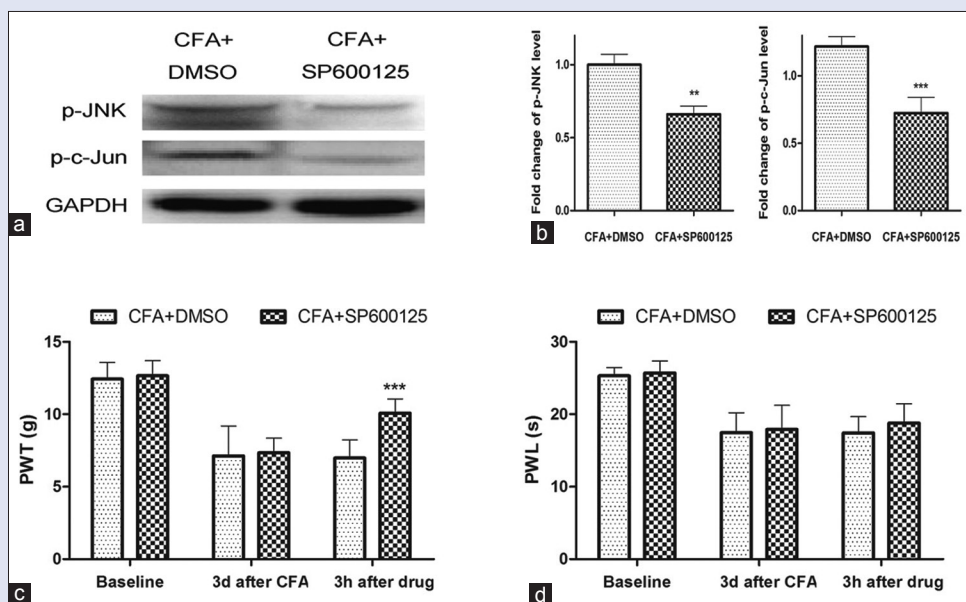 CFA+
DMSO
CFA+
SP600125
p-JNK
p-c-Jun
GAPDH
a
Fold change of p-JNK level
1.0
0.5
0.0
**
CFA+DMSO
CFA+SP600125
b
Fold change of p-c-Jun level
1.0
0.5
0.0
***
CFA+DMSO
CFA+SP600125
CFA+DMSO
CFA+SP600125
PWT (g)
15
10
5
0
***
Baseline
3d after CFA
3h after drug
c
CFA+DMSO
CFA+SP600125
PWL (s)
30
20
10
0
Baseline
3d after CFA
3h after drug
d